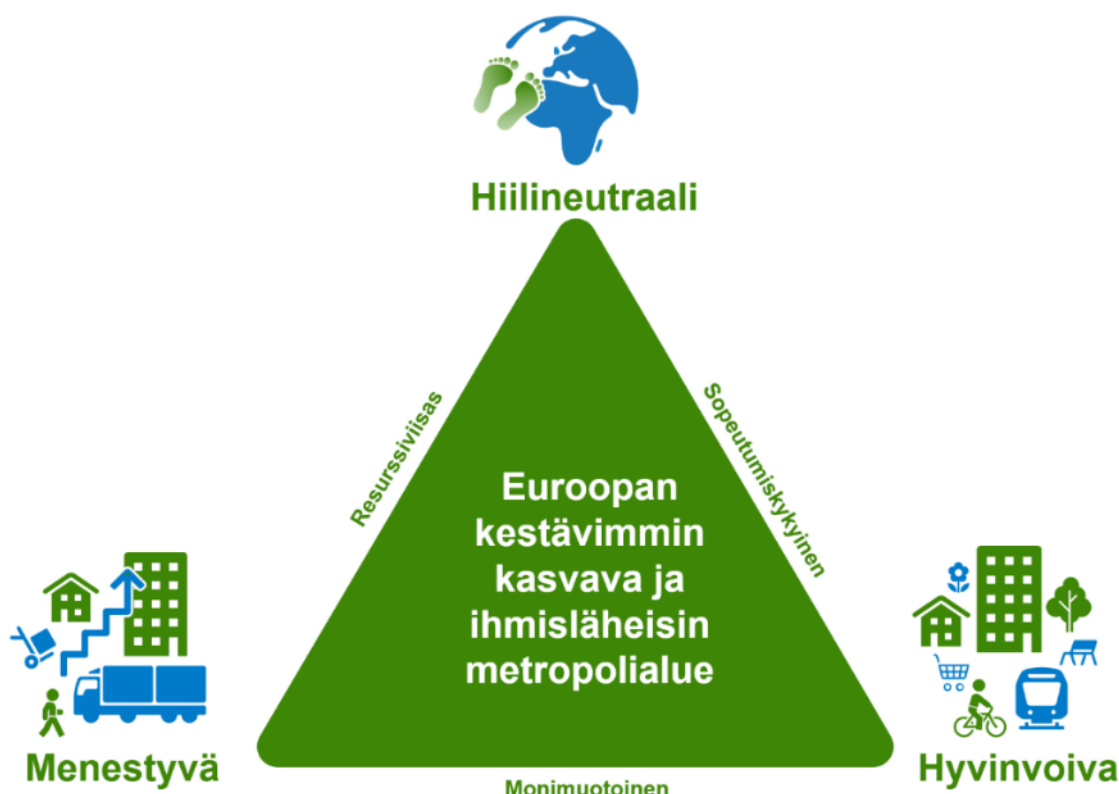 Hiilineutraali
Resurssiviisas
Sopeutumiskykyinen
Euroopan
kestävimmin
kasvava ja
ihmisläheisin
metropolialue
Menestyvä
Hyvinvoiva
Monimuotoinen